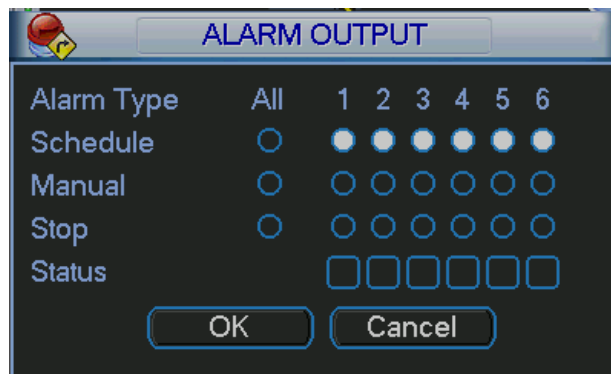 ALARM OUTPUT
Alarm Type All 1 2 3 4 5 6
Schedule
Manual
Stop
Status
OK Cancel